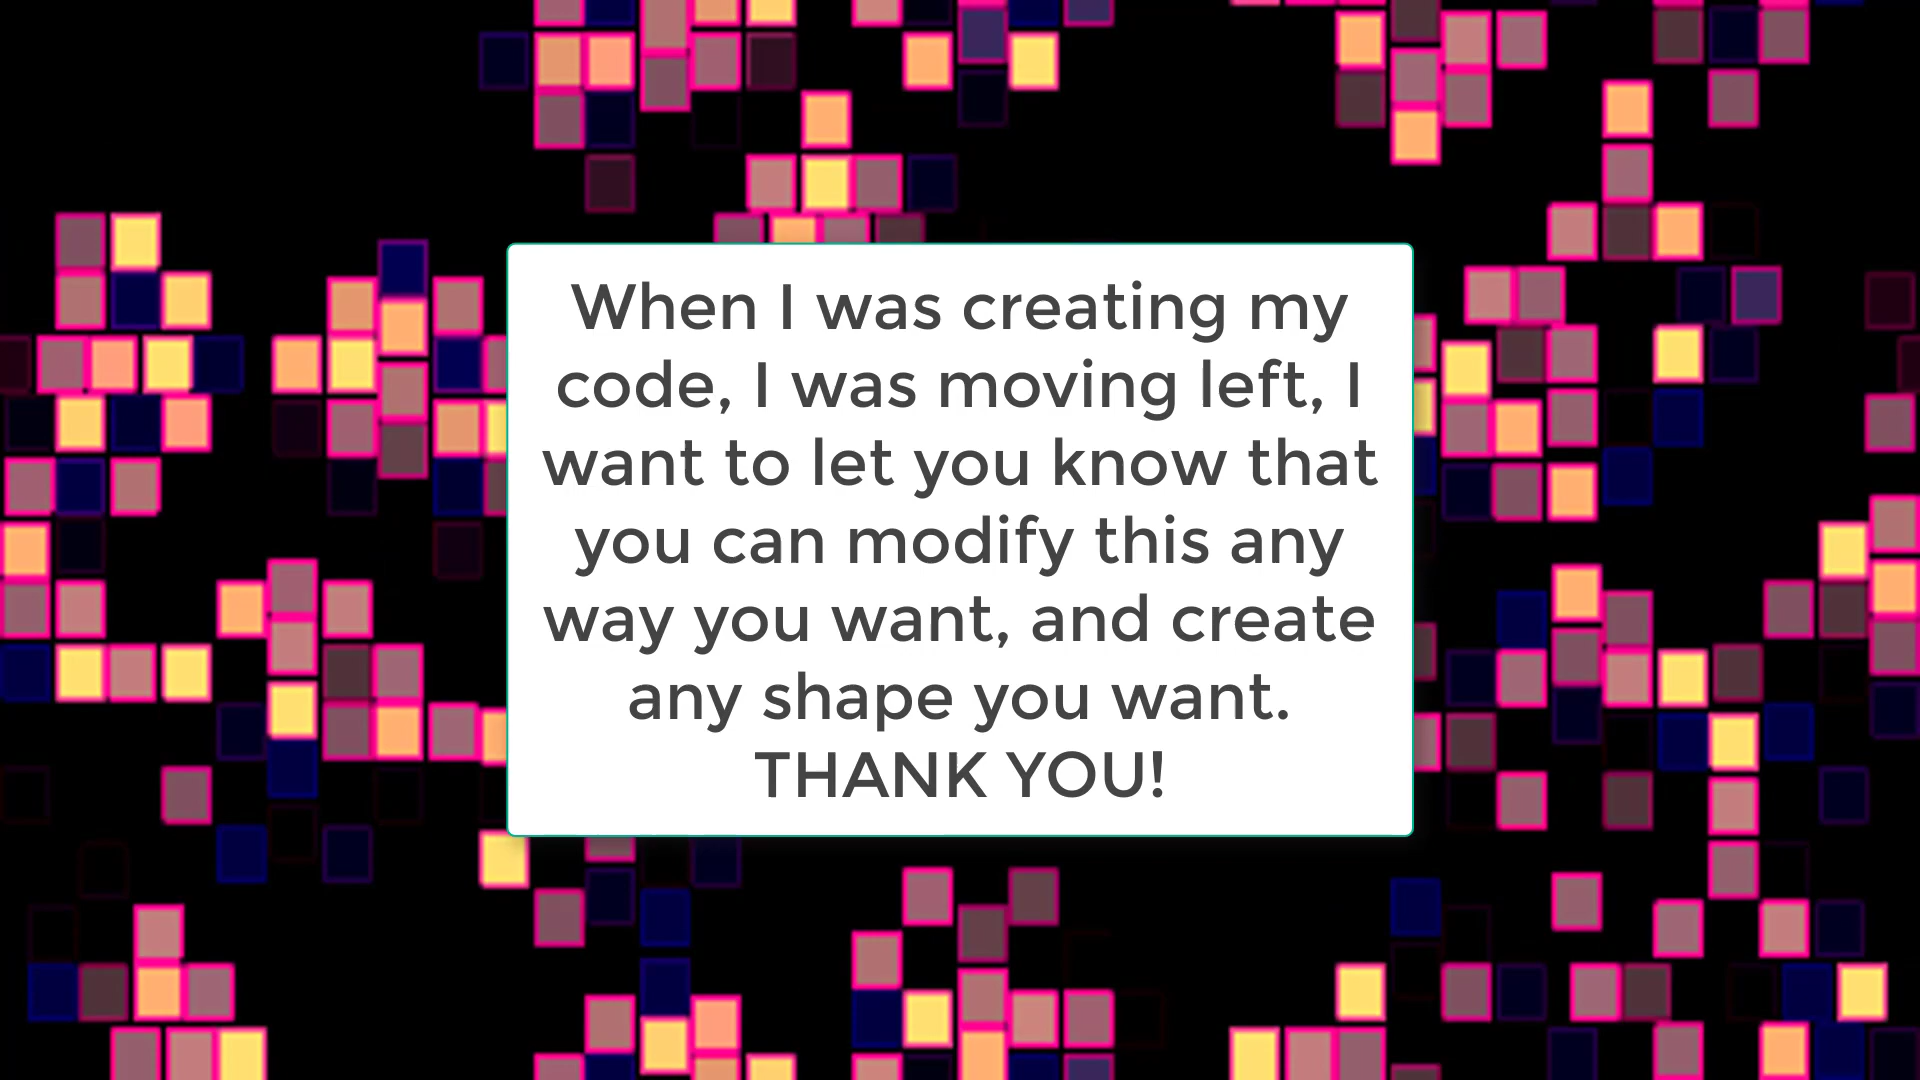 When I was creating my
code, I was moving left, I
want to let you know that
you can modify this any
way you want, and create
any shape you want.
THANK YOU!